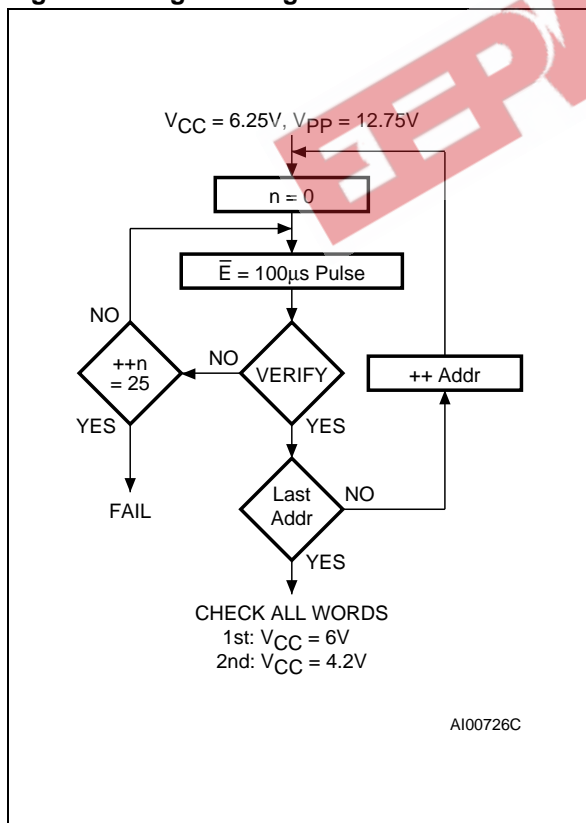 V_CC = 6.25V, V_PP = 12.75V
n = 0
E̅ = 100µs Pulse
NO
++n
= 25
NO
VERIFY
++ Addr
YES
YES
FAIL
Last
Addr
NO
YES
CHECK ALL WORDS
1st: V_CC = 6V
2nd: V_CC = 4.2V
AI00726C